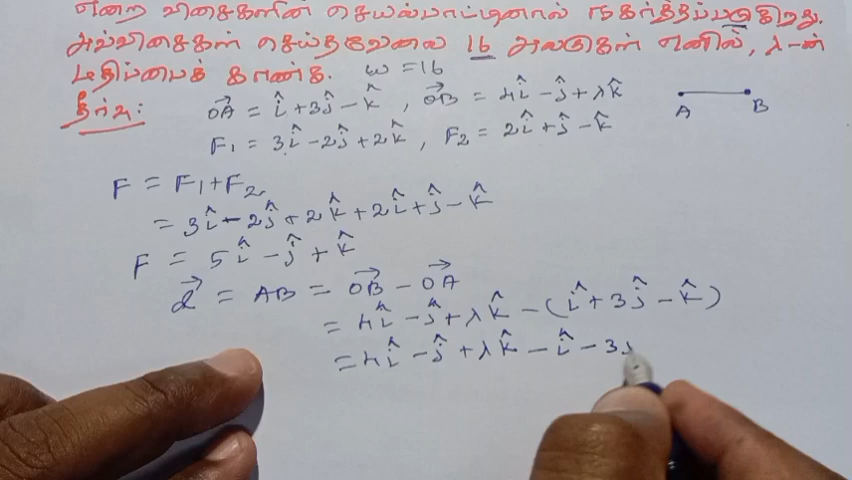 என்ற விசைகளின் செயல்பாட்டினால் நகர்த்தப்படுகிறது.
அவ்விசைகள் செய்த வேலை 16 அலகுகள் எனில், λ-ன்
மதிப்பைக் காண்க. w = 16
தீர்வு:
OA⃗ = î + 3ĵ − k̂ , OB⃗ = 4î − ĵ + λk̂
A B
F₁ = 3î − 2ĵ + 2k̂ , F₂ = 2î + ĵ − k̂
F = F₁ + F₂
= 3î − 2ĵ + 2k̂ + 2î + ĵ − k̂
F = 5î − ĵ + k̂
d⃗ = AB = OB⃗ − OA⃗
= 4î − ĵ + λk̂ − (î + 3ĵ − k̂)
= 4î − ĵ + λk̂ − î − 3j